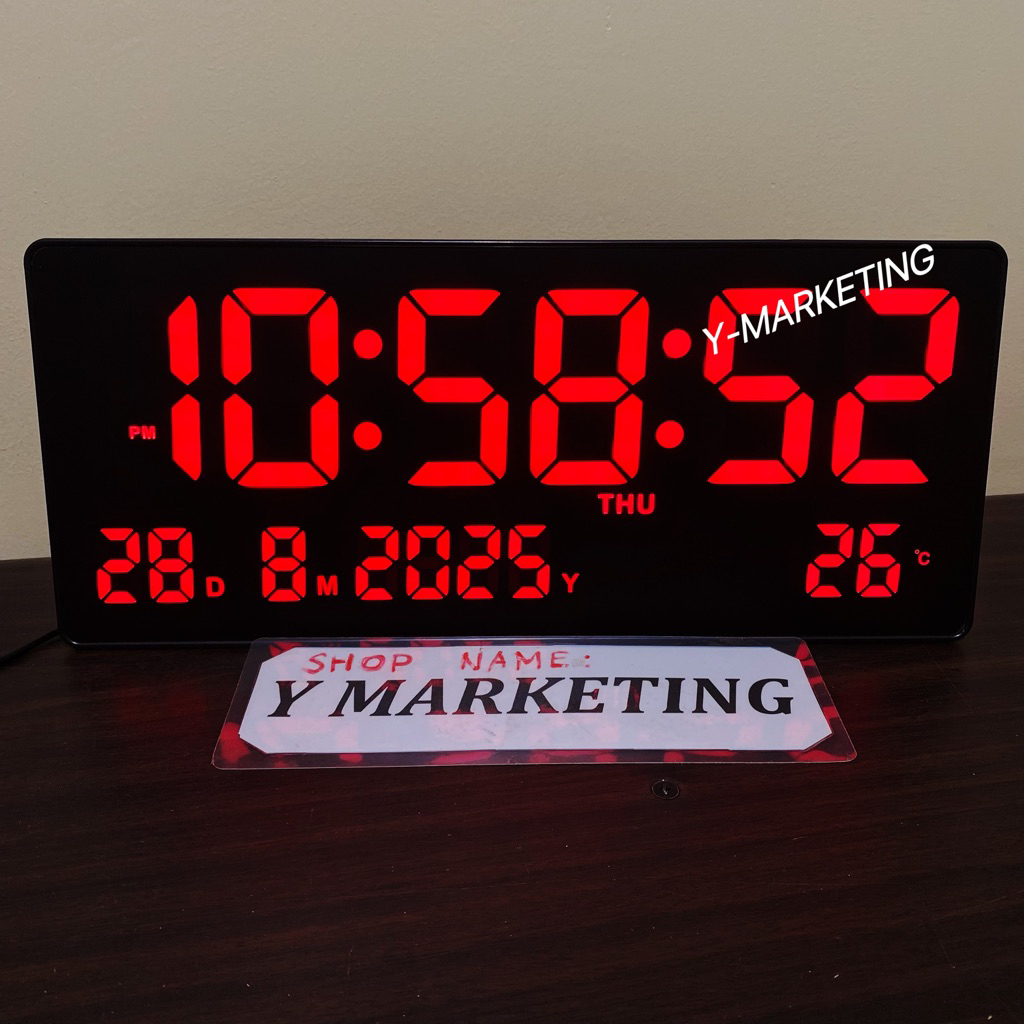 Y-MARKETING
10:58:52
PM
THU
28 D 8 M 2025 Y 26 °C
SHOP NAME:
Y MARKETING